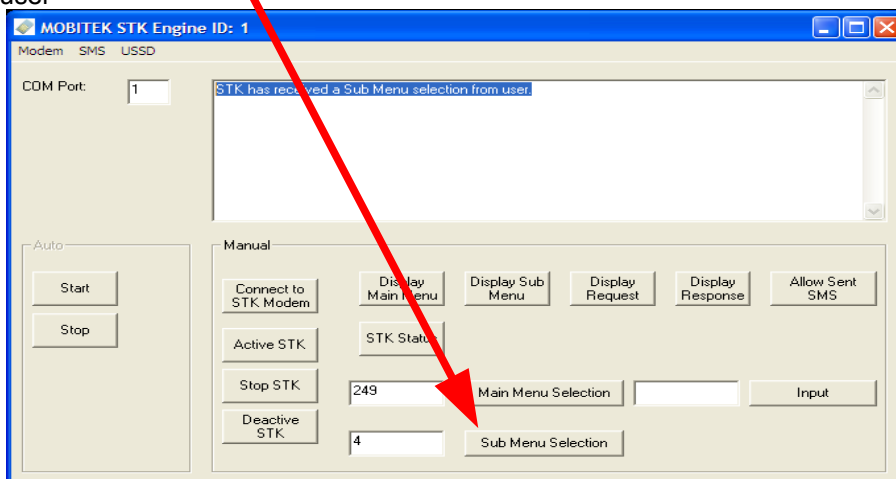 user
MOBITEK STK Engine ID: 1
Modem SMS USSD
COM Port:
1
STK has received a Sub Menu selection from user.
Auto
Start
Stop
Manual
Connect to
STK Modem
Display
Main Menu
Display Sub
Menu
Display
Request
Display
Response
Allow Sent
SMS
Active STK
STK Status
Stop STK
249
Main Menu Selection
Input
Deactive
STK
4
Sub Menu Selection